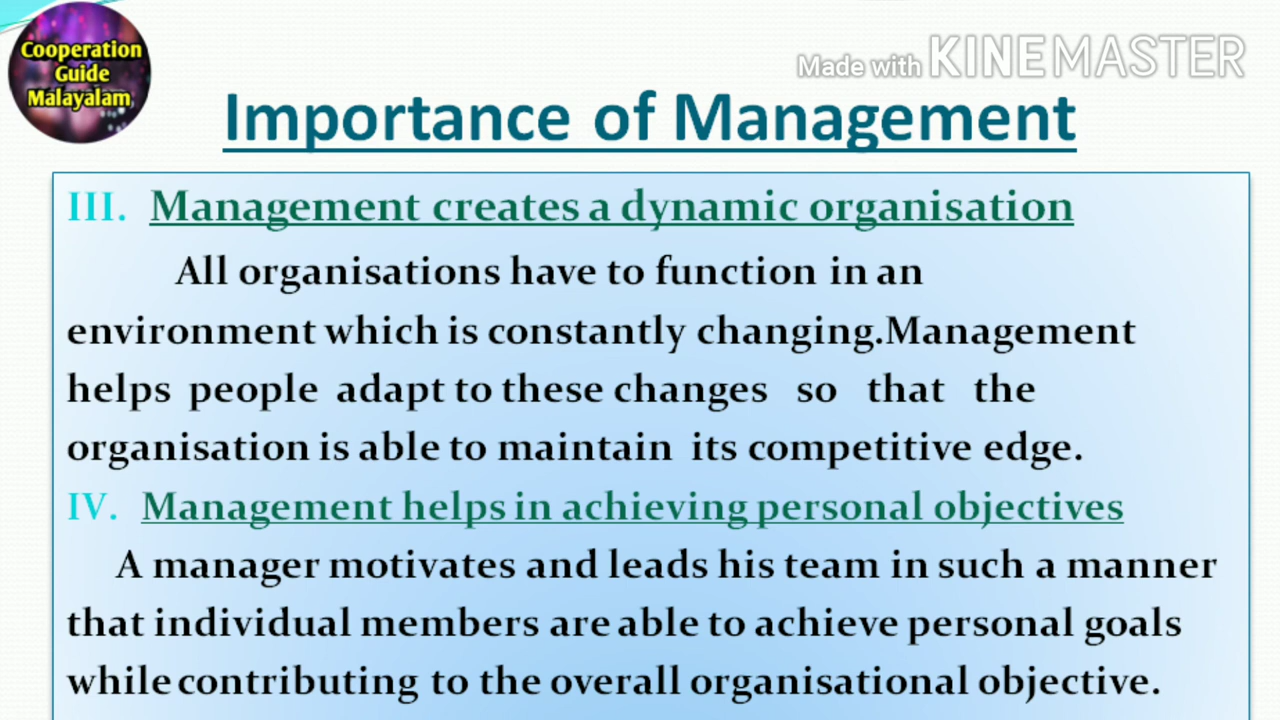 Cooperation
Guide
Malayalam
Made with KINEMASTER
Importance of Management
III. Management creates a dynamic organisation
All organisations have to function in an
environment which is constantly changing.Management
helps people adapt to these changes so that the
organisation is able to maintain its competitive edge.
IV. Management helps in achieving personal objectives
A manager motivates and leads his team in such a manner
that individual members are able to achieve personal goals
while contributing to the overall organisational objective.